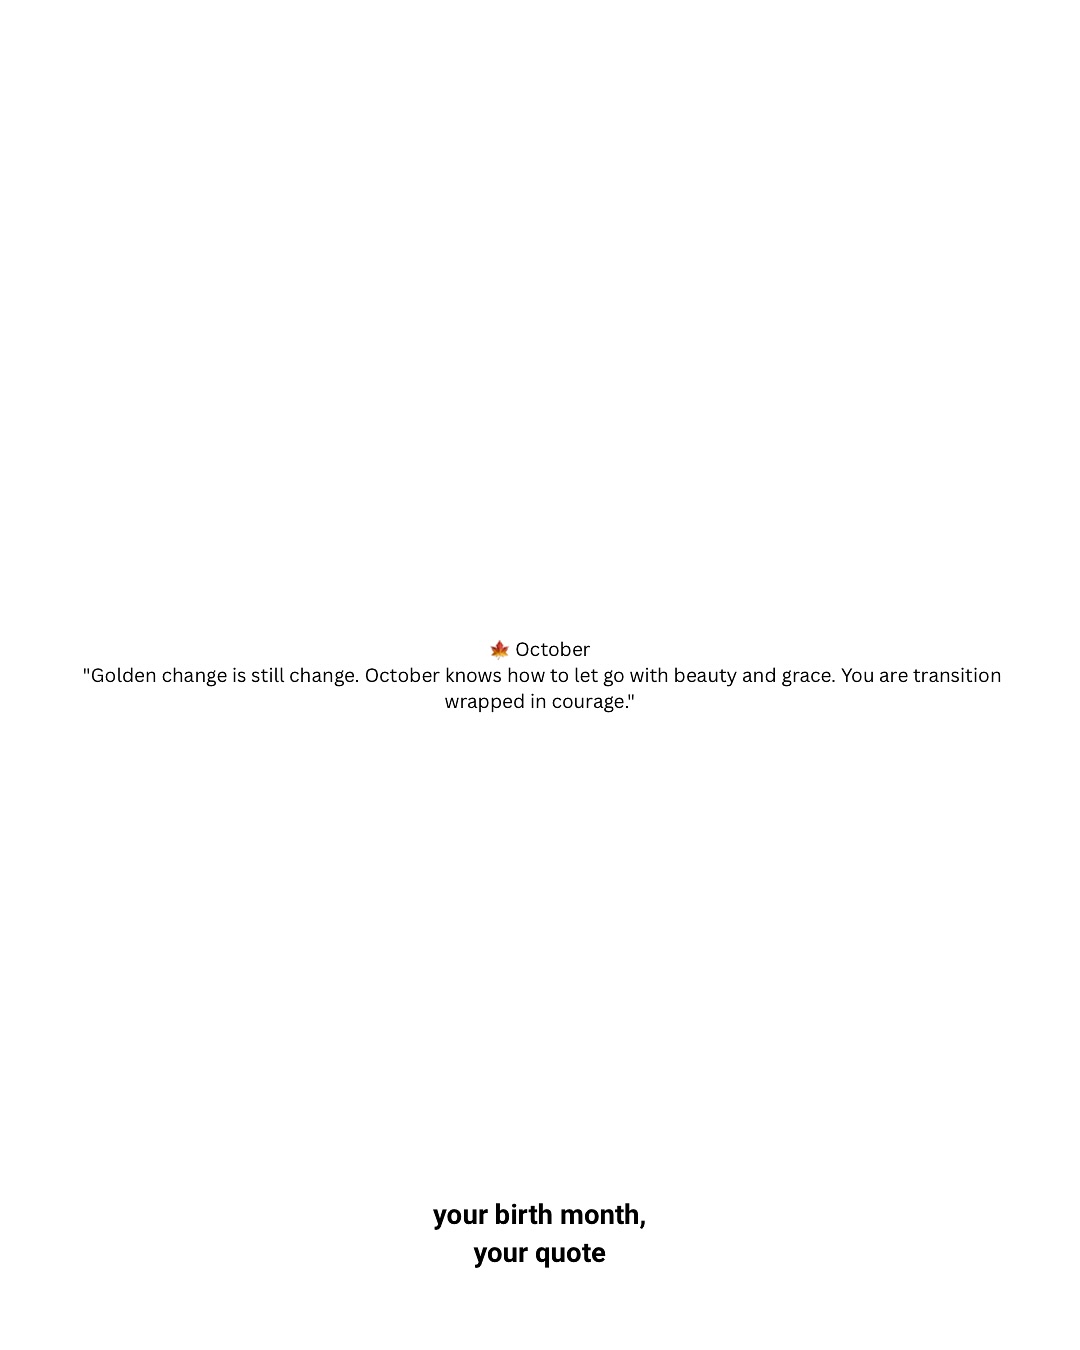 🍁 October
"Golden change is still change. October knows how to let go with beauty and grace. You are transition
wrapped in courage."
your birth month,
your quote